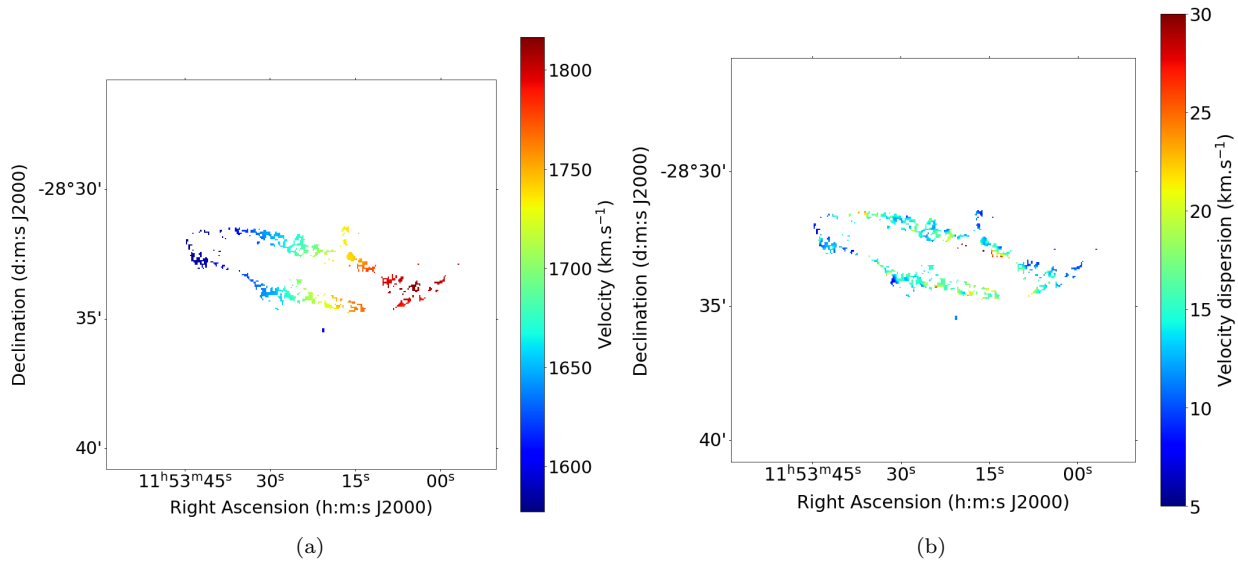 Declination (d:m:s J2000)
-28°30'
35'
40'
11ʰ53ᵐ45ˢ 30ˢ 15ˢ 00ˢ
Right Ascension (h:m:s J2000)
1800
1750
1700
1650
1600
Velocity (km.s⁻¹)
(a)
Declination (d:m:s J2000)
-28°30'
35'
40'
11ʰ53ᵐ45ˢ 30ˢ 15ˢ 00ˢ
Right Ascension (h:m:s J2000)
30
25
20
15
10
5
Velocity dispersion (km.s⁻¹)
(b)